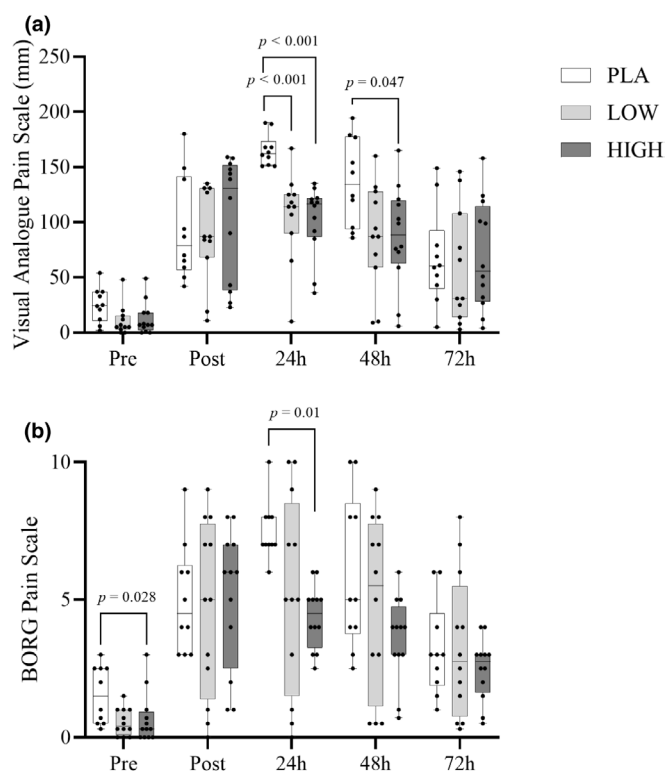 (a)
Visual Analogue Pain Scale (mm)
250
200
150
100
50
0
p < 0.001
p < 0.001
p = 0.047
PLA
LOW
HIGH
Pre
Post
24h
48h
72h
(b)
BORG Pain Scale
10
5
0
p = 0.028
p = 0.01
Pre
Post
24h
48h
72h